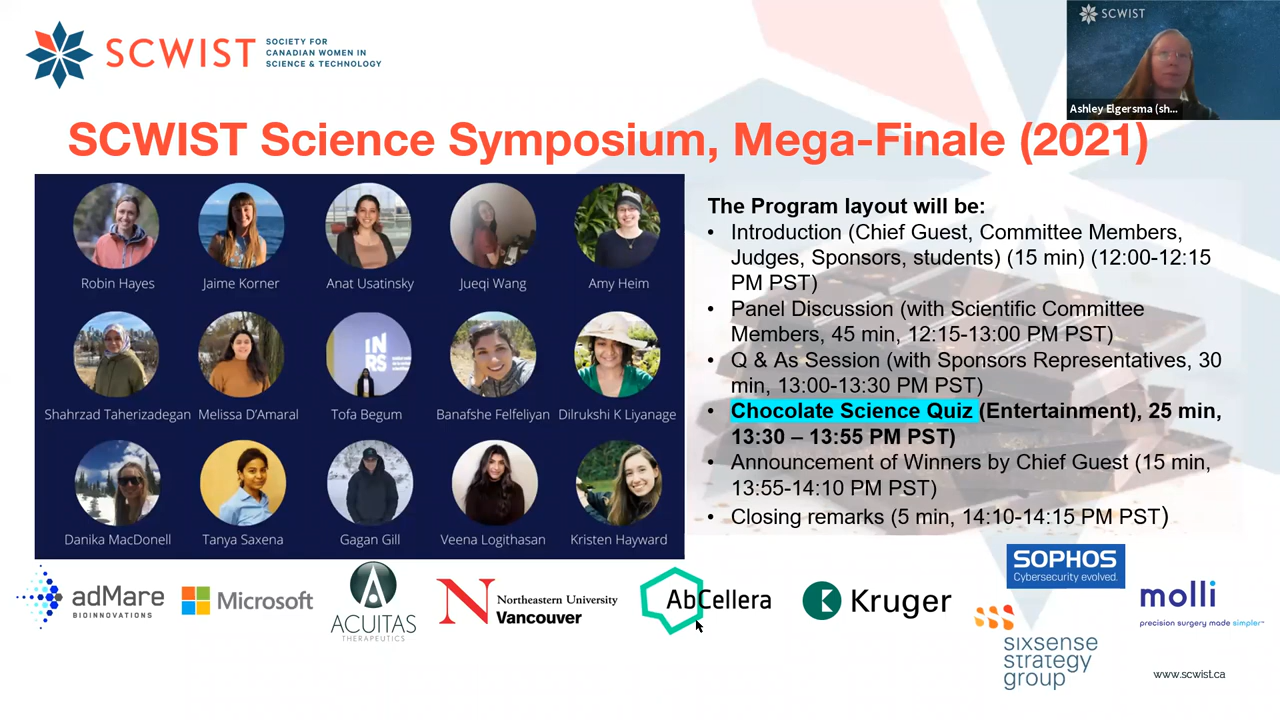 SCWIST
SOCIETY FOR
CANADIAN WOMEN IN
SCIENCE & TECHNOLOGY
SCWIST
Ashley Elgersma (sh...
SCWIST Science Symposium, Mega-Finale (2021)
Robin Hayes
Jaime Korner
Anat Usatinsky
Jueqi Wang
Amy Heim
INRS
Shahrzad Taherizadegan
Melissa D'Amaral
Tofa Begum
Banafshe Felfeliyan
Dilrukshi K Liyanage
Danika MacDonell
Tanya Saxena
Gagan Gill
Veena Logithasan
Kristen Hayward
The Program layout will be:
• Introduction (Chief Guest, Committee Members,
Judges, Sponsors, students) (15 min) (12:00-12:15
PM PST)
• Panel Discussion (with Scientific Committee
Members, 45 min, 12:15-13:00 PM PST)
• Q & As Session (with Sponsors Representatives, 30
min, 13:00-13:30 PM PST)
• Chocolate Science Quiz (Entertainment), 25 min,
13:30 – 13:55 PM PST)
• Announcement of Winners by Chief Guest (15 min,
13:55-14:10 PM PST)
• Closing remarks (5 min, 14:10-14:15 PM PST)
adMare
BIOINNOVATIONS
Microsoft
ACUITAS
THERAPEUTICS
N
Northeastern University
Vancouver
AbCellera
K
Kruger
SOPHOS
Cybersecurity evolved.
sixsense
strategy
group
molli
precision surgery made simpler™
www.scwist.ca